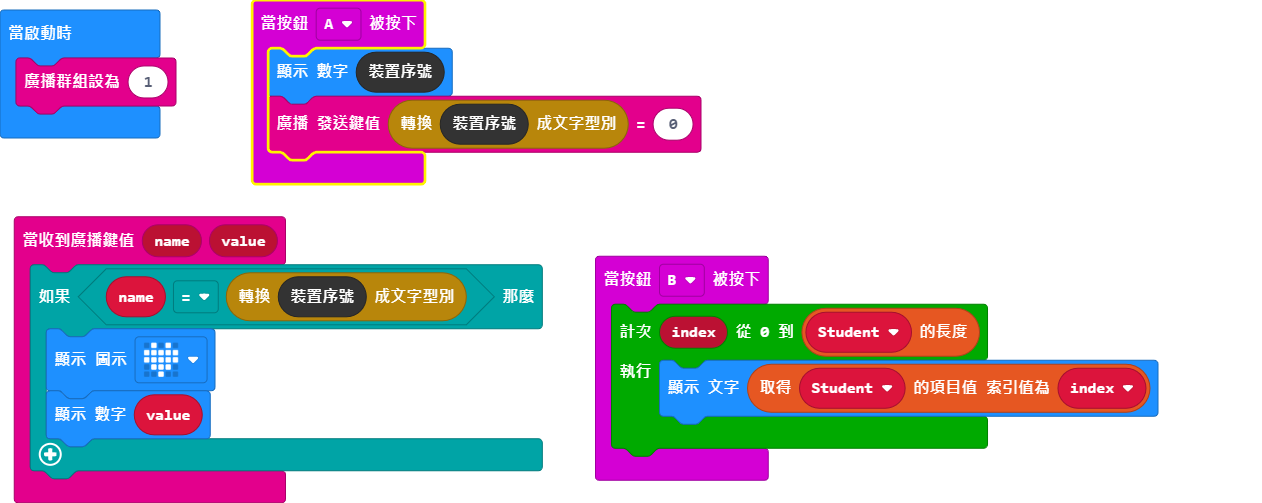 當啟動時
廣播群組設為 1
當按鈕 A 被按下
顯示 數字 裝置序號
廣播 發送鍵值 轉換 裝置序號 成文字型別 = 0
當收到廣播鍵值 name value
如果 name = 轉換 裝置序號 成文字型別 那麼
顯示 圖示
顯示 數字 value
當按鈕 B 被按下
計次 index 從 0 到 Student 的長度
執行
顯示 文字 取得 Student 的項目值 索引值為 index